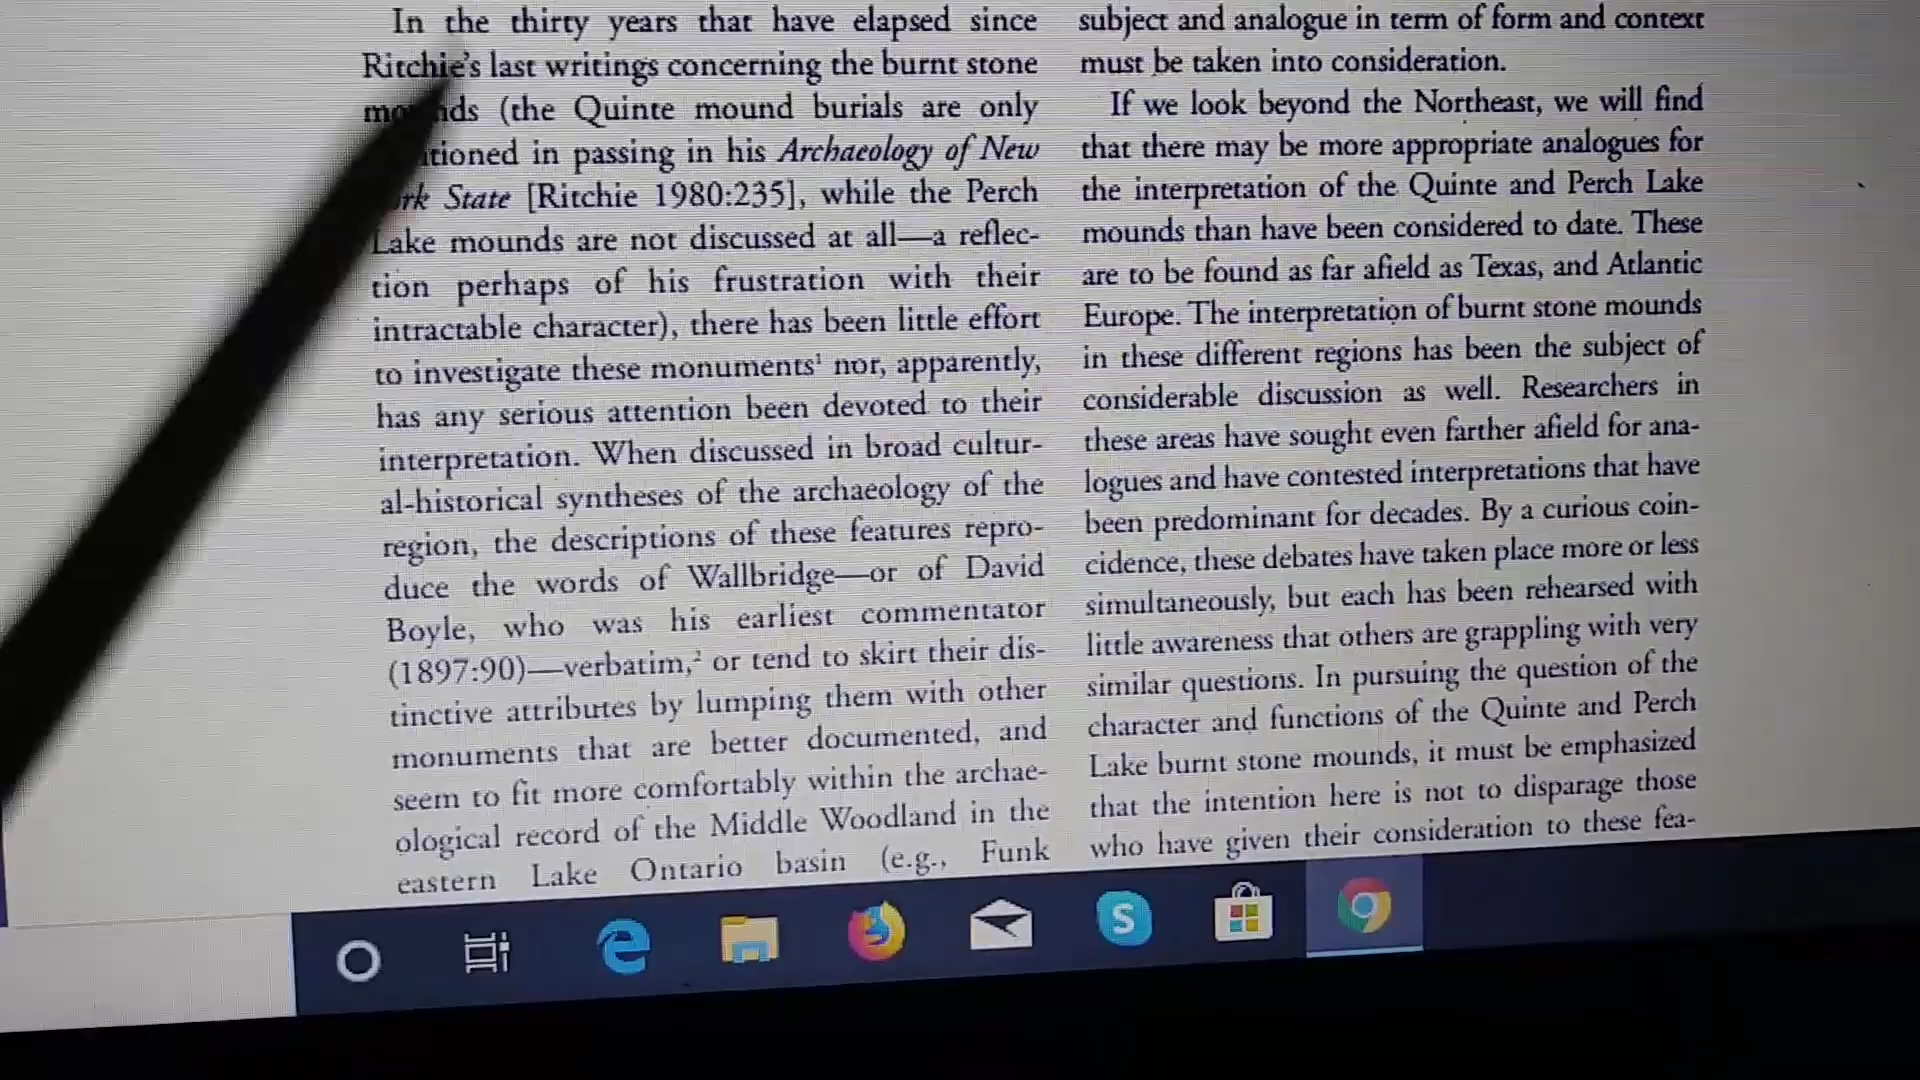 In the thirty years that have elapsed since
Ritchie's last writings concerning the burnt stone
(the Quinte mound burials are only
in passing in his Archaeology of New
State [Ritchie 1980:235], while the Perch
Lake mounds are not discussed at all—a reflec-
tion perhaps of his frustration with their
intractable character), there has been little effort
to investigate these monuments¹ nor, apparently,
has any serious attention been devoted to their
interpretation. When discussed in broad cultur-
al-historical syntheses of the archaeology of the
region, the descriptions of these features repro-
duce the words of Wallbridge—or of David
Boyle, who was his earliest commentator
(1897:90)—verbatim,² or tend to skirt their dis-
tinctive attributes by lumping them with other
monuments that are better documented, and
seem to fit more comfortably within the archae-
ological record of the Middle Woodland in the
eastern Lake Ontario basin (e.g., Funk
subject and analogue in term of form and context
must be taken into consideration.
If we look beyond the Northeast, we will find
that there may be more appropriate analogues for
the interpretation of the Quinte and Perch Lake
mounds than have been considered to date. These
are to be found as far afield as Texas, and Atlantic
Europe. The interpretation of burnt stone mounds
in these different regions has been the subject of
considerable discussion as well. Researchers in
these areas have sought even farther afield for ana-
logues and have contested interpretations that have
been predominant for decades. By a curious coin-
cidence, these debates have taken place more or less
simultaneously, but each has been rehearsed with
little awareness that others are grappling with very
similar questions. In pursuing the question of the
character and functions of the Quinte and Perch
Lake burnt stone mounds, it must be emphasized
that the intention here is not to disparage those
who have given their consideration to these fea-
S